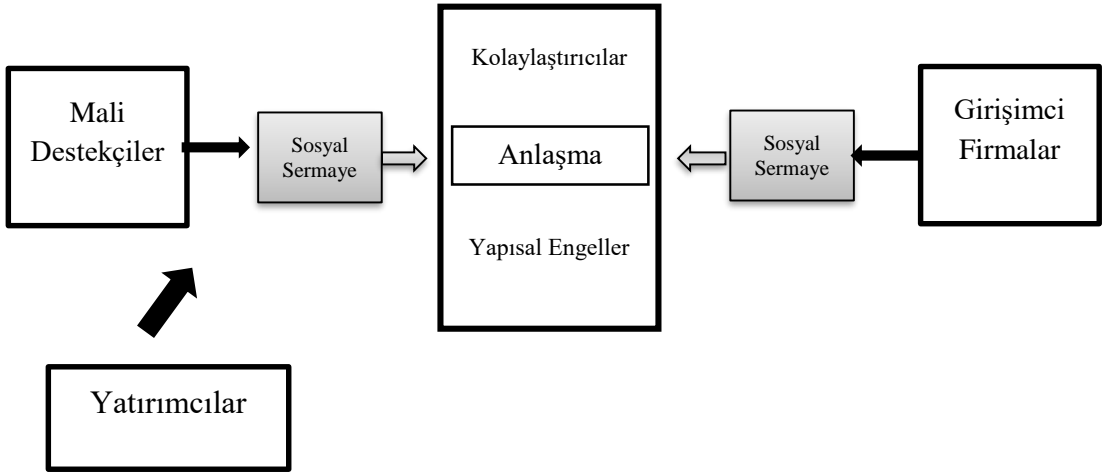 Mali
Destekçiler
Sosyal
Sermaye
Kolaylaştırıcılar
Anlaşma
Yapısal Engeller
Sosyal
Sermaye
Girişimci
Firmalar
Yatırımcılar